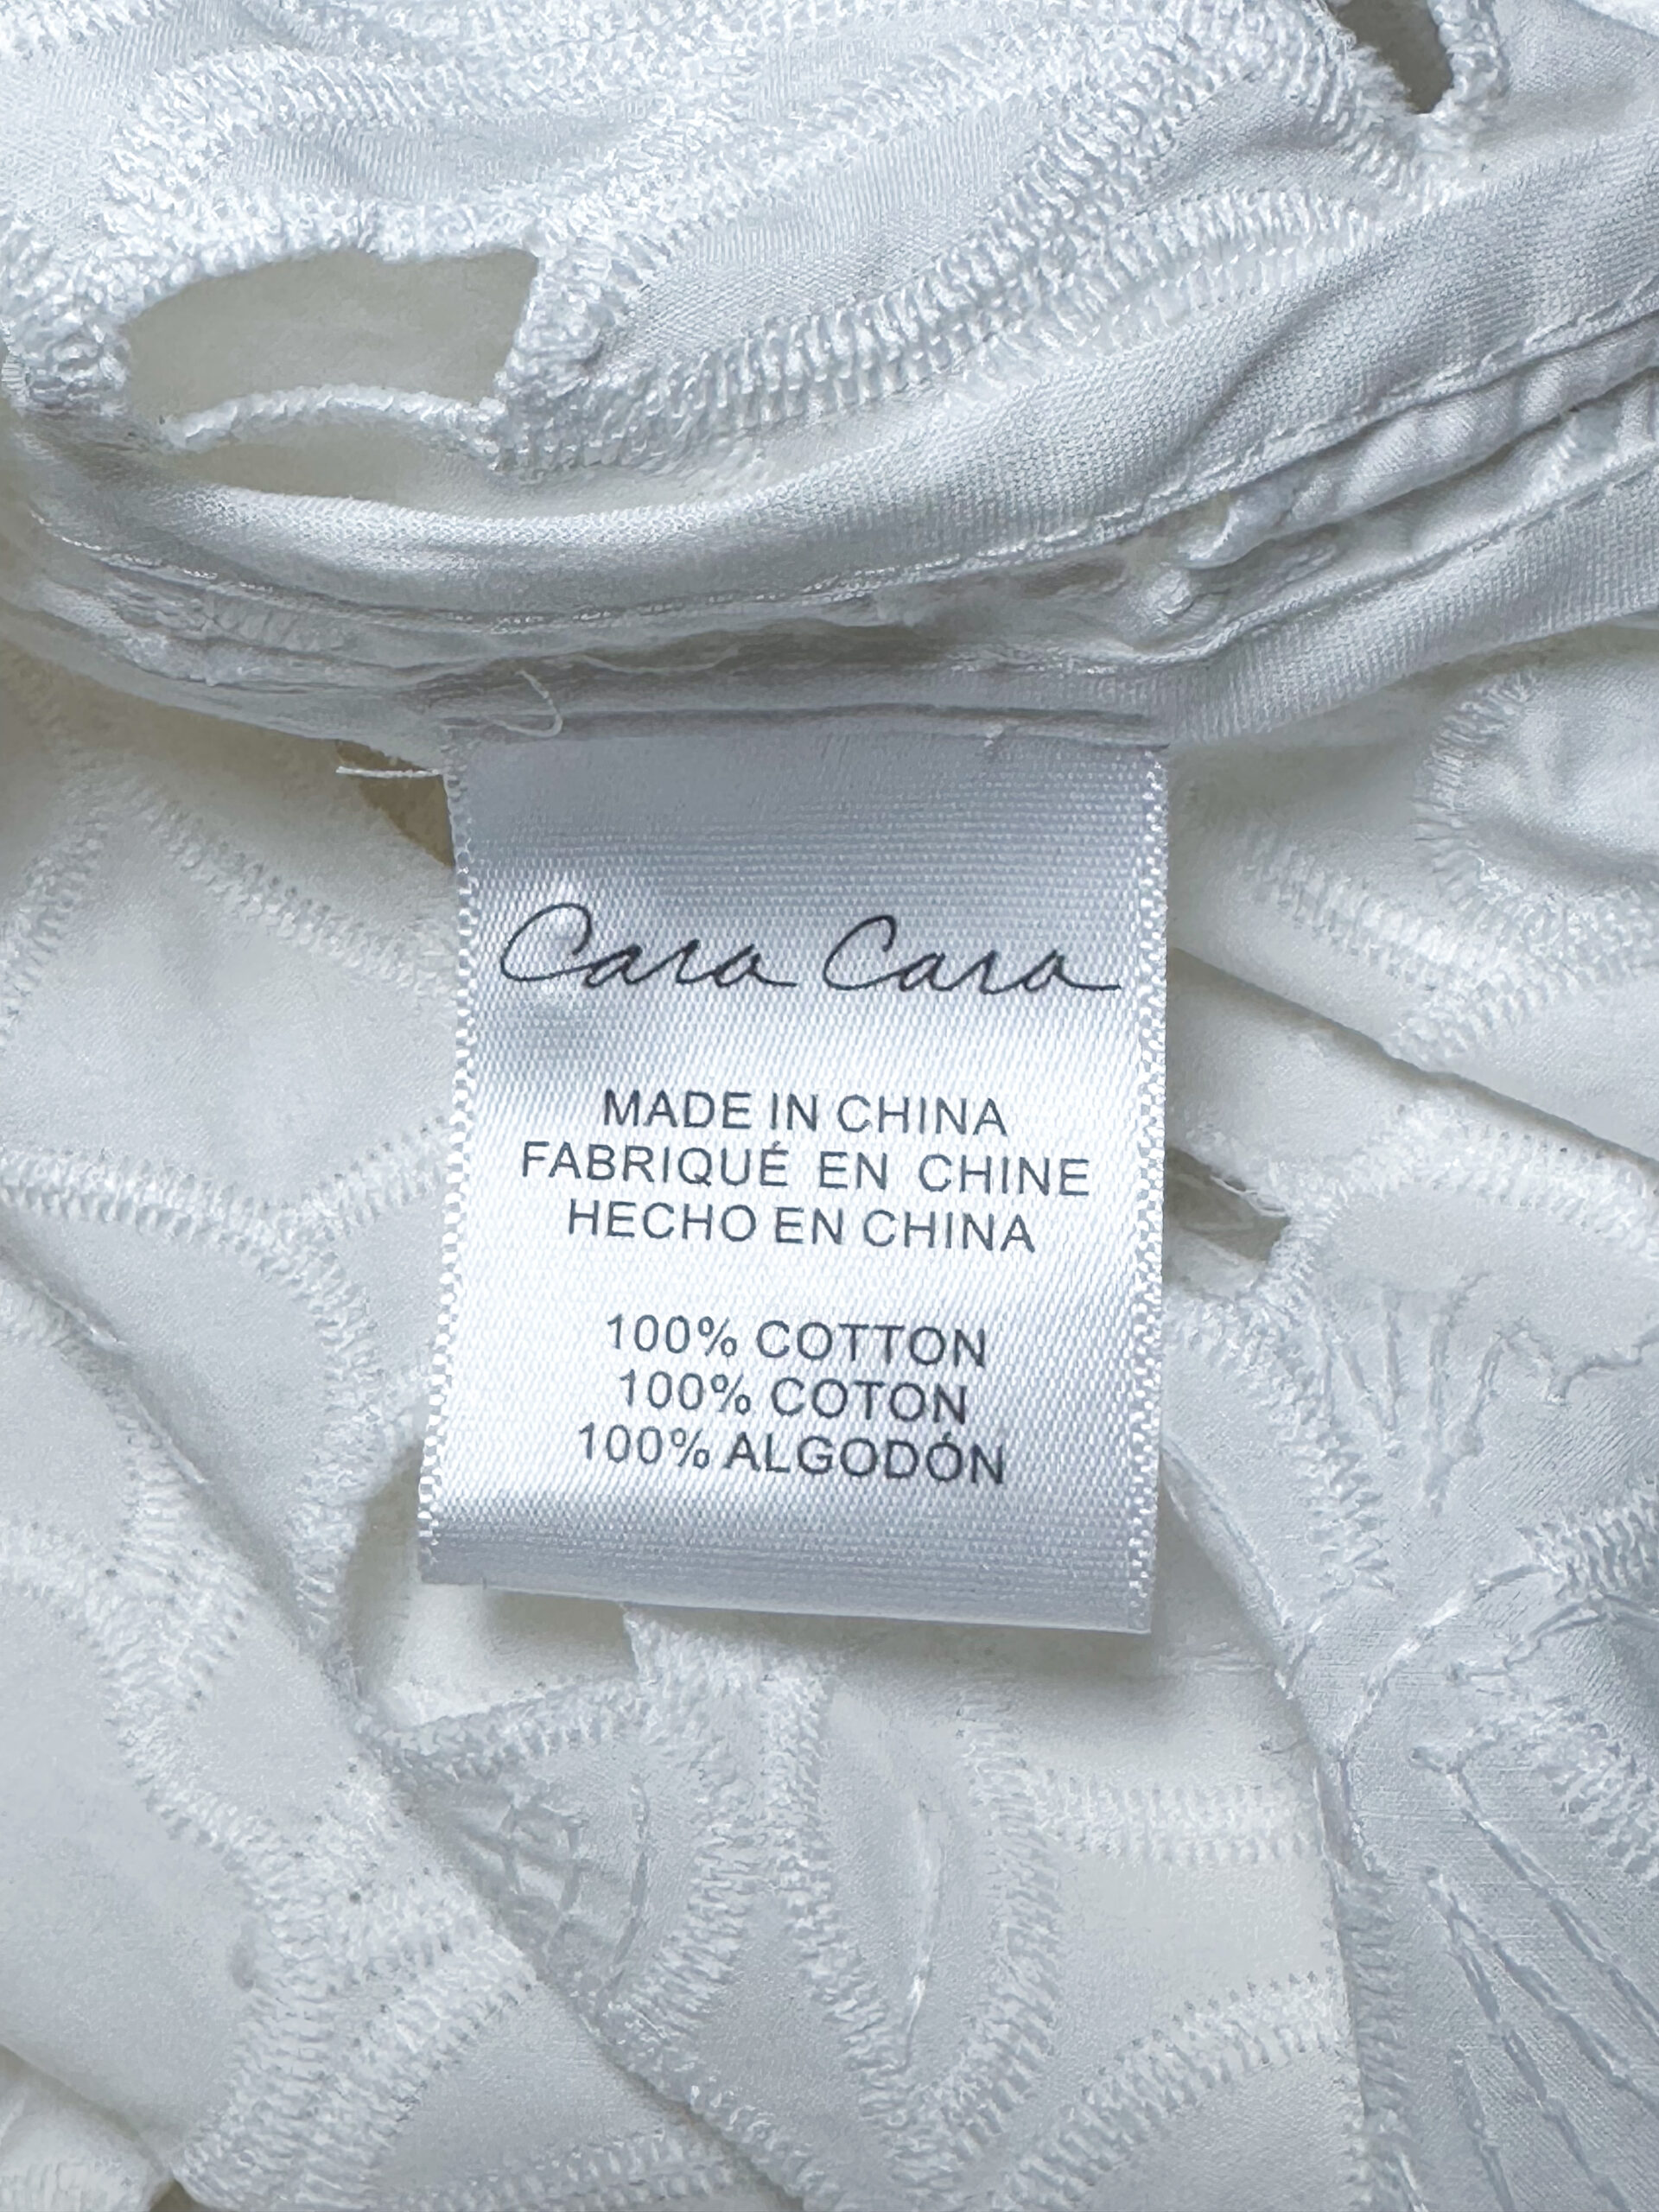 Cara Cara
MADE IN CHINA
FABRIQUÉ EN CHINE
HECHO EN CHINA
100% COTTON
100% COTON
100% ALGODÓN